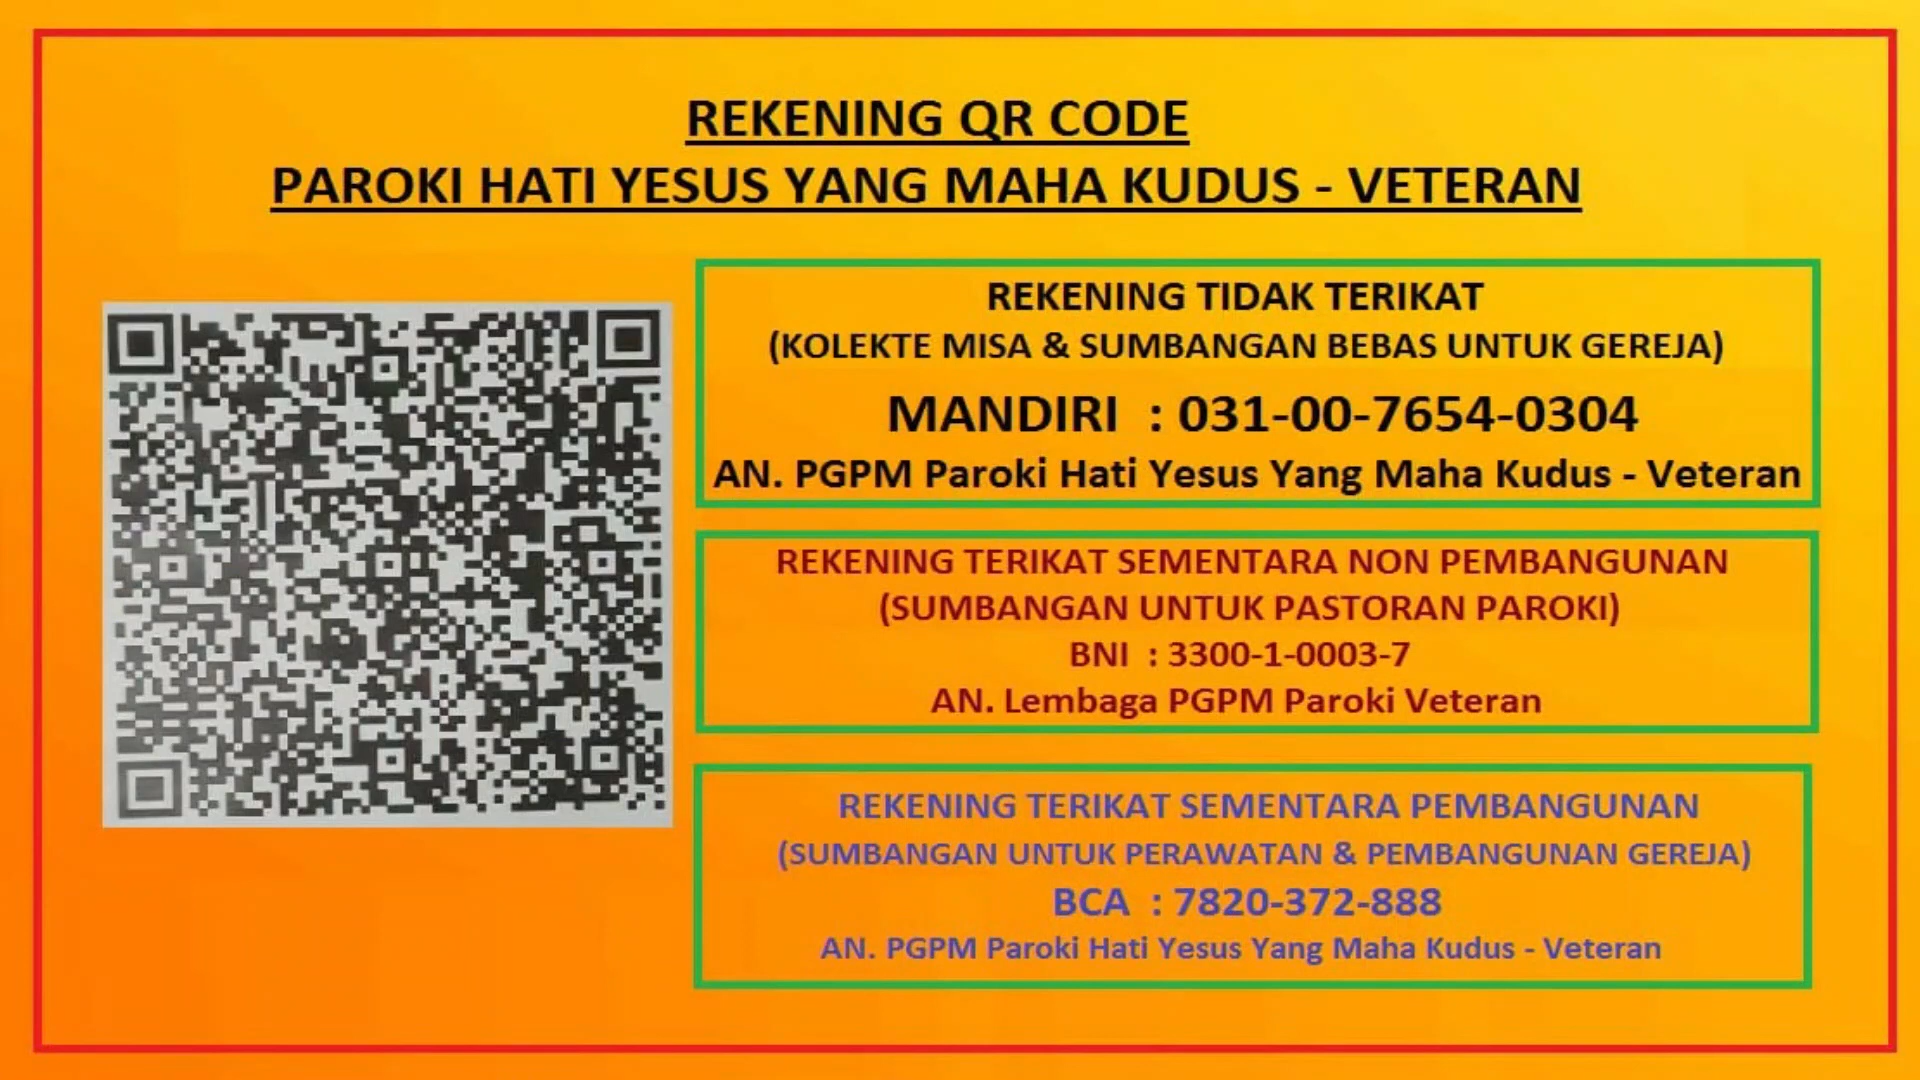 REKENING QR CODE
PAROKI HATI YESUS YANG MAHA KUDUS - VETERAN
REKENING TIDAK TERIKAT
(KOLEKTE MISA & SUMBANGAN BEBAS UNTUK GEREJA)
MANDIRI : 031-00-7654-0304
AN. PGPM Paroki Hati Yesus Yang Maha Kudus - Veteran
REKENING TERIKAT SEMENTARA NON PEMBANGUNAN
(SUMBANGAN UNTUK PASTORAN PAROKI)
BNI : 3300-1-0003-7
AN. Lembaga PGPM Paroki Veteran
REKENING TERIKAT SEMENTARA PEMBANGUNAN
(SUMBANGAN UNTUK PERAWATAN & PEMBANGUNAN GEREJA)
BCA : 7820-372-888
AN. PGPM Paroki Hati Yesus Yang Maha Kudus - Veteran